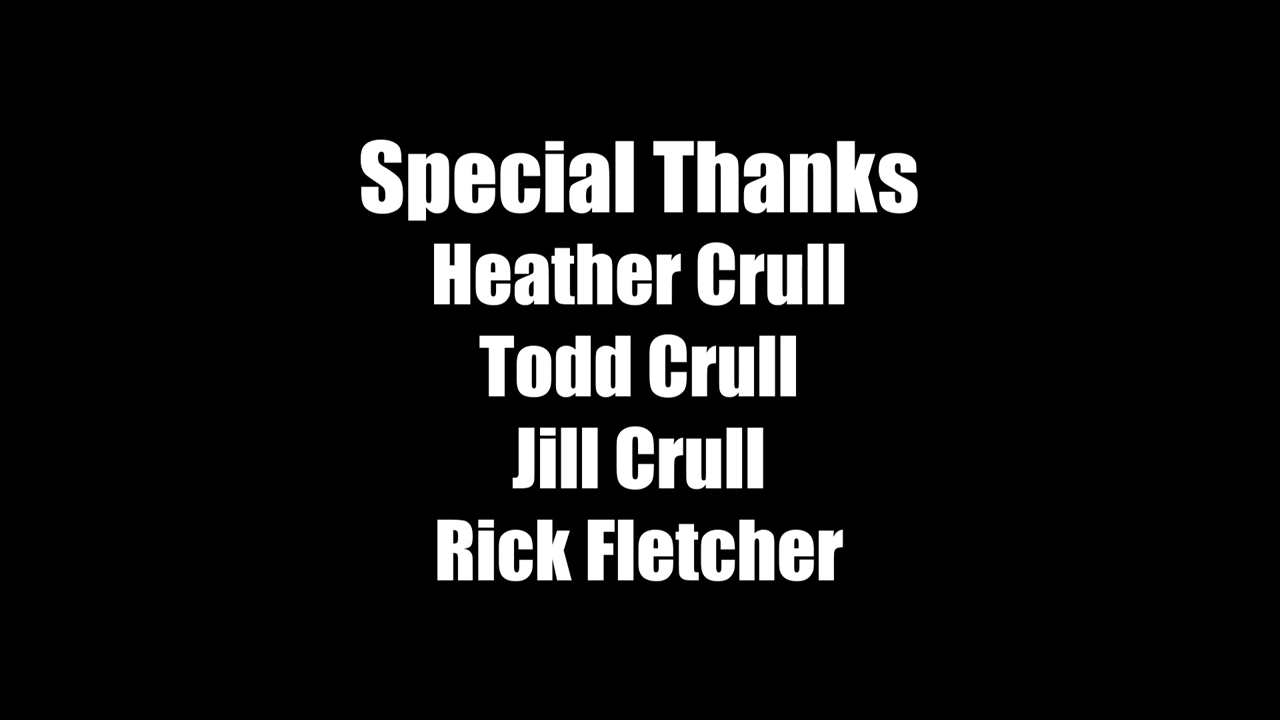 Special Thanks
Heather Crull
Todd Crull
Jill Crull
Rick Fletcher